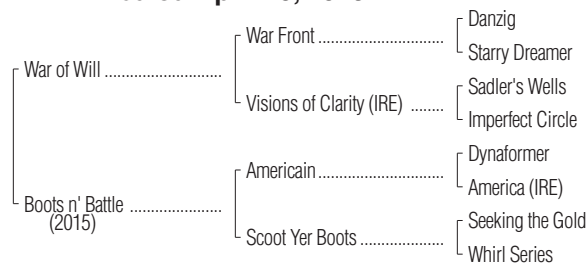 Danzig
War Front ......................
Starry Dreamer
War of Will ........................
Sadler's Wells
Visions of Clarity (IRE) ........
Imperfect Circle
Dynaformer
Americain.........................
America (IRE)
Boots n' Battle ...................
(2015)
Seeking the Gold
Scoot Yer Boots .................
Whirl Series